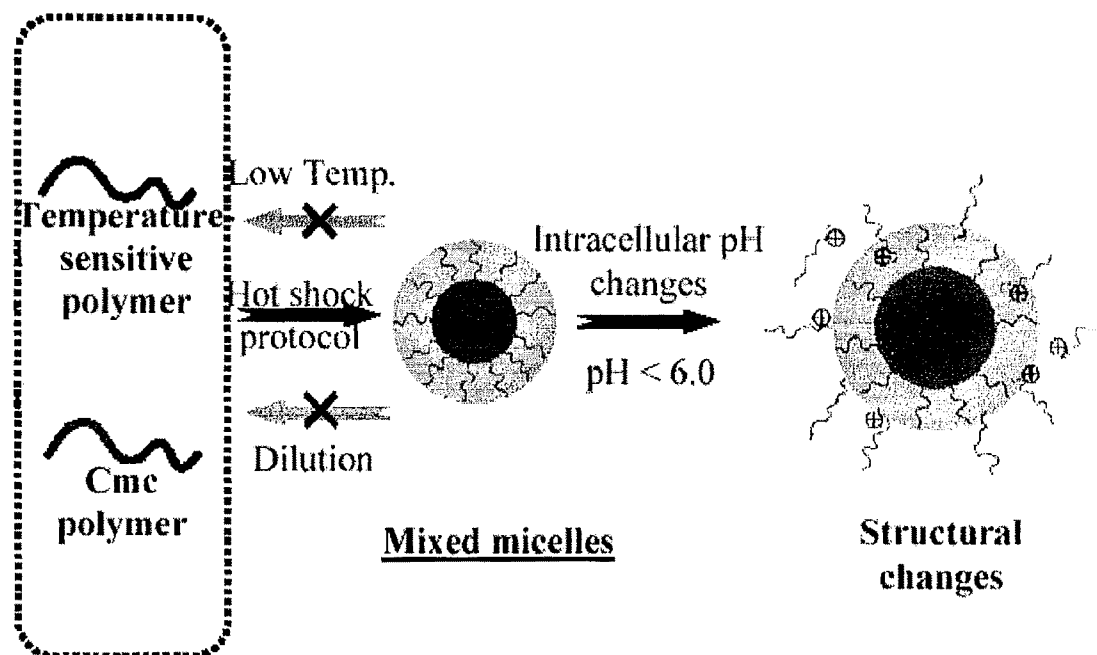 Temperature-
sensitive
polymer
Cmc
polymer
Low Temp.
Hot shock
protocol
Dilution
Mixed micelles
Intracellular pH
changes
pH < 6.0
Structural
changes